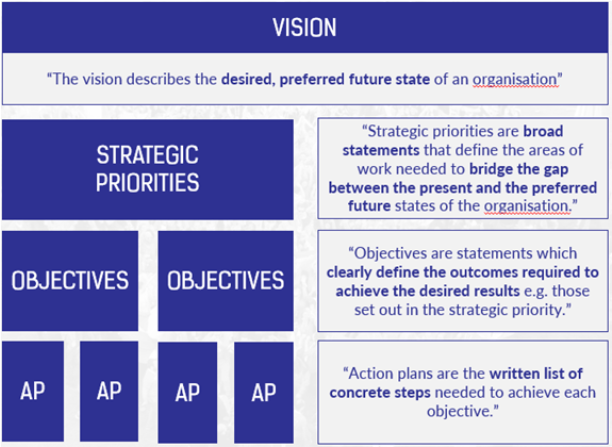 VISION
“The vision describes the desired, preferred future state of an organisation”
STRATEGIC
PRIORITIES
“Strategic priorities are broad
statements that define the areas of
work needed to bridge the gap
between the present and the preferred
future states of the organisation.”
OBJECTIVES
OBJECTIVES
“Objectives are statements which
clearly define the outcomes required to
achieve the desired results e.g. those
set out in the strategic priority.”
AP
AP
AP
AP
“Action plans are the written list of
concrete steps needed to achieve each
objective.”